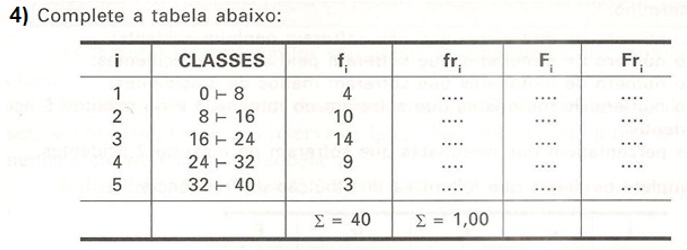 4) Complete a tabela abaixo:
i CLASSES fi fri Fi Fri
1 0 ⊢ 8 4 .... .... ....
2 8 ⊢ 16 10 .... .... ....
3 16 ⊢ 24 14 .... .... ....
4 24 ⊢ 32 9 .... .... ....
5 32 ⊢ 40 3 .... .... ....
Σ = 40 Σ = 1,00